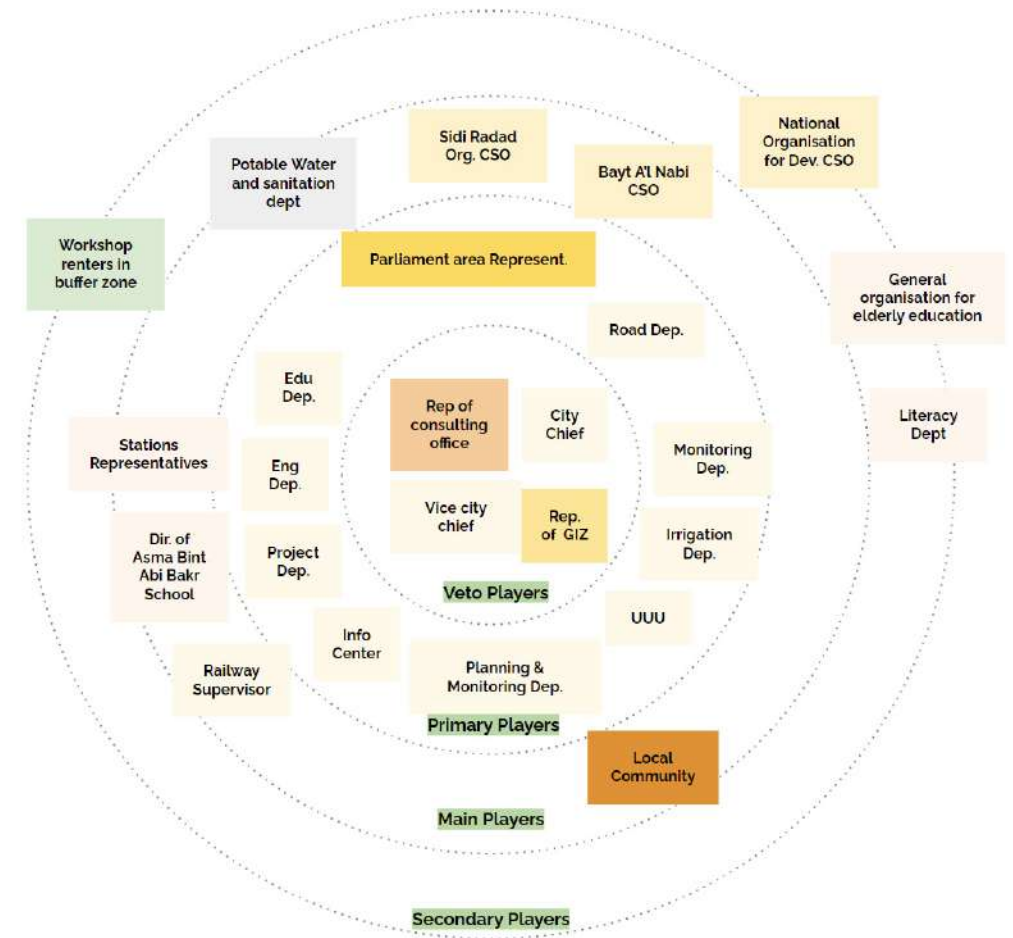 Sidi Radad
Org. CSO
National
Organisation
for Dev. CSO
Potable Water
and sanitation
dept
Bayt A'l Nabi
CSO
Workshop
renters in
buffer zone
Parliament area Represent.
General
organisation for
elderly education
Road Dep.
Edu
Dep.
Rep of
consulting
office
City
Chief
Literacy
Dept
Stations
Representatives
Monitoring
Dep.
Eng
Dep.
Vice city
chief
Rep.
of GIZ
Irrigation
Dep.
Dir. of
Asma Bint
Abi Bakr
School
Project
Dep.
Veto Players
UUU
Info
Center
Railway
Supervisor
Planning &
Monitoring Dep.
Primary Players
Local
Community
Main Players
Secondary Players